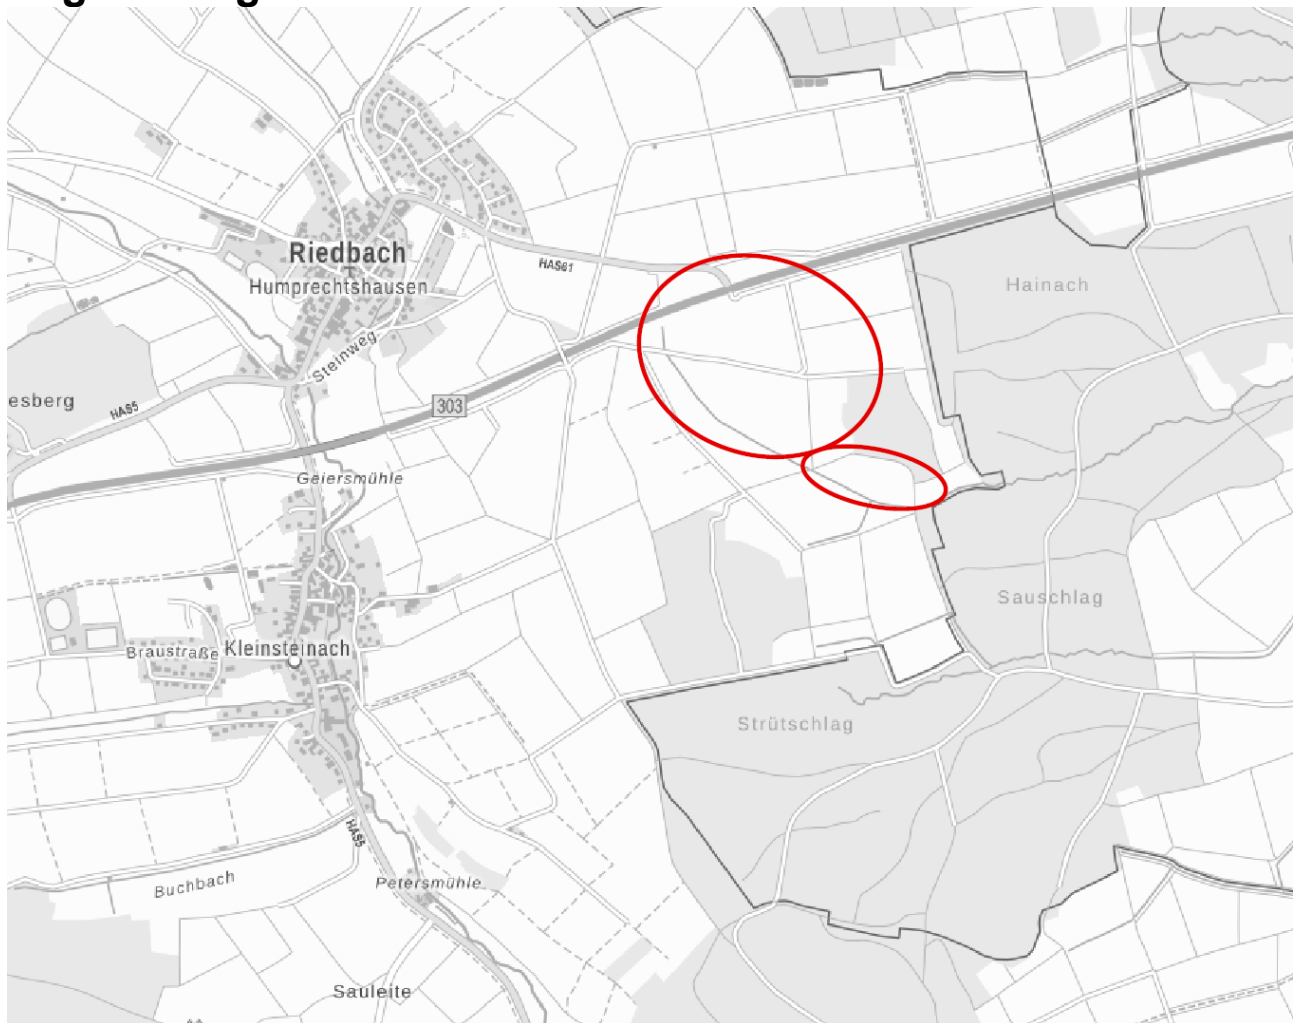 Riedbach
Humprechtshausen
HAS61
Hainach
Steinweg
esberg
HAS5
303
Geiersmühle
Sauschlag
Braustraße
Kleinsteinach
Strütschlag
HAS5
Buchbach
Petersmühle
Sauleite